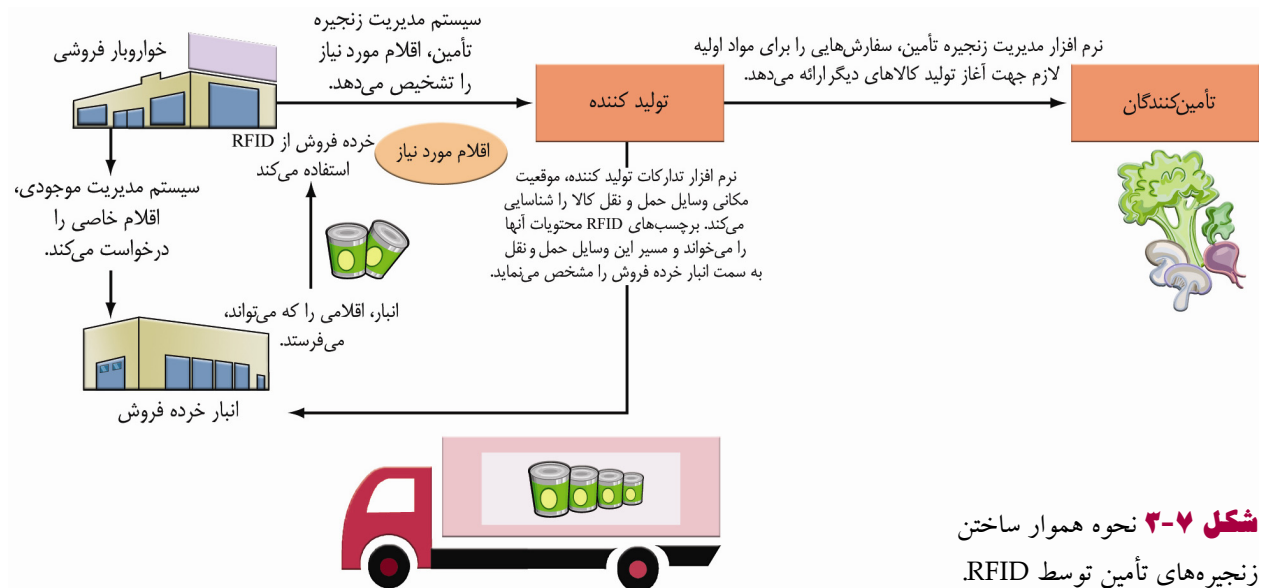 خواروبار فروشی
سیستم مدیریت زنجیره
تأمین، اقلام مورد نیاز
را تشخیص می‌دهد.
تولید کننده
نرم افزار مدیریت زنجیره تأمین، سفارش‌هایی را برای مواد اولیه
لازم جهت آغاز تولید کالاهای دیگر ارائه می‌دهد.
تأمین‌کنندگان
خرده فروش از RFID
استفاده می‌کند
اقلام مورد نیاز
سیستم مدیریت موجودی،
اقلام خاصی را
درخواست می‌کند.
نرم افزار تدارکات تولید کننده، موقعیت
مکانی وسایل حمل و نقل کالا را شناسایی
می‌کند. برچسب‌های RFID محتویات آنها
را می‌خواند و مسیر این وسایل حمل و نقل
به سمت انبار خرده فروش را مشخص می‌نماید.
انبار، اقلامی را که می‌تواند،
می‌فرستد.
انبار خرده فروش
شکل ۷-۳ نحوه هموار ساختن
زنجیره‌های تأمین توسط RFID.